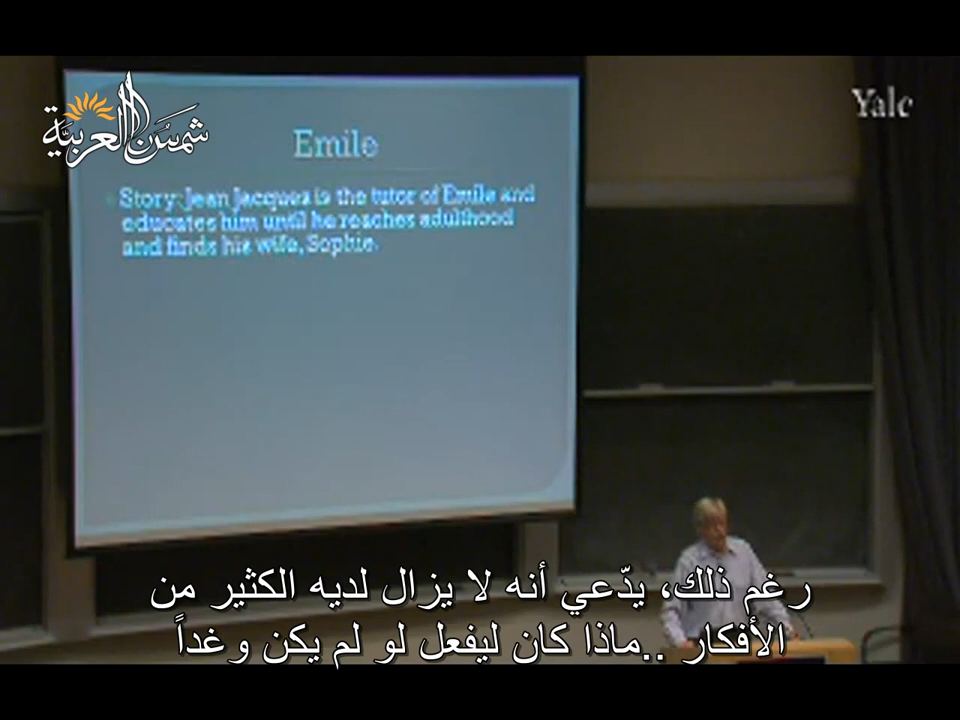 شمس العربية
Yale
Emile
Story: Jean Jacques is the tutor of Emile and
educates him until he reaches adulthood
and finds his wife, Sophie.
رغم ذلك، يدّعي أنه لا يزال لديه الكثير من
الأفكار ..ماذا كان ليفعل لو لم يكن وغداً